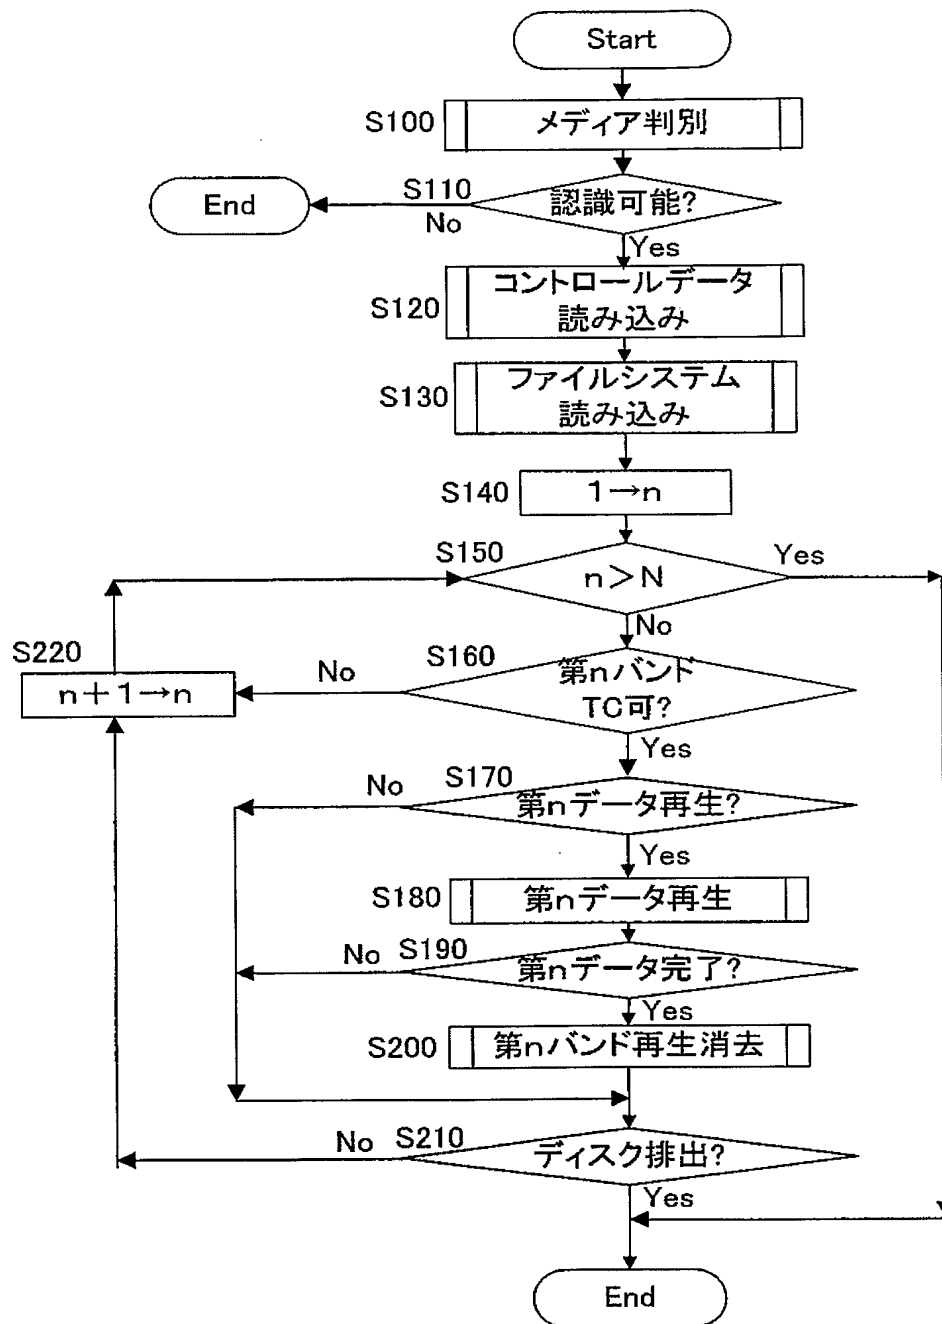 Start
S100
メディア判別
End
S110
No
認識可能?
Yes
S120
コントロールデータ
読み込み
S130
ファイルシステム
読み込み
S140
1→n
S150
n>N
Yes
No
S220
n+1→n
No
S160
第nバンド
TC可?
Yes
No
S170
第nデータ再生?
Yes
S180
第nデータ再生
No
S190
第nデータ完了?
Yes
S200
第nバンド再生消去
No
S210
ディスク排出?
Yes
End